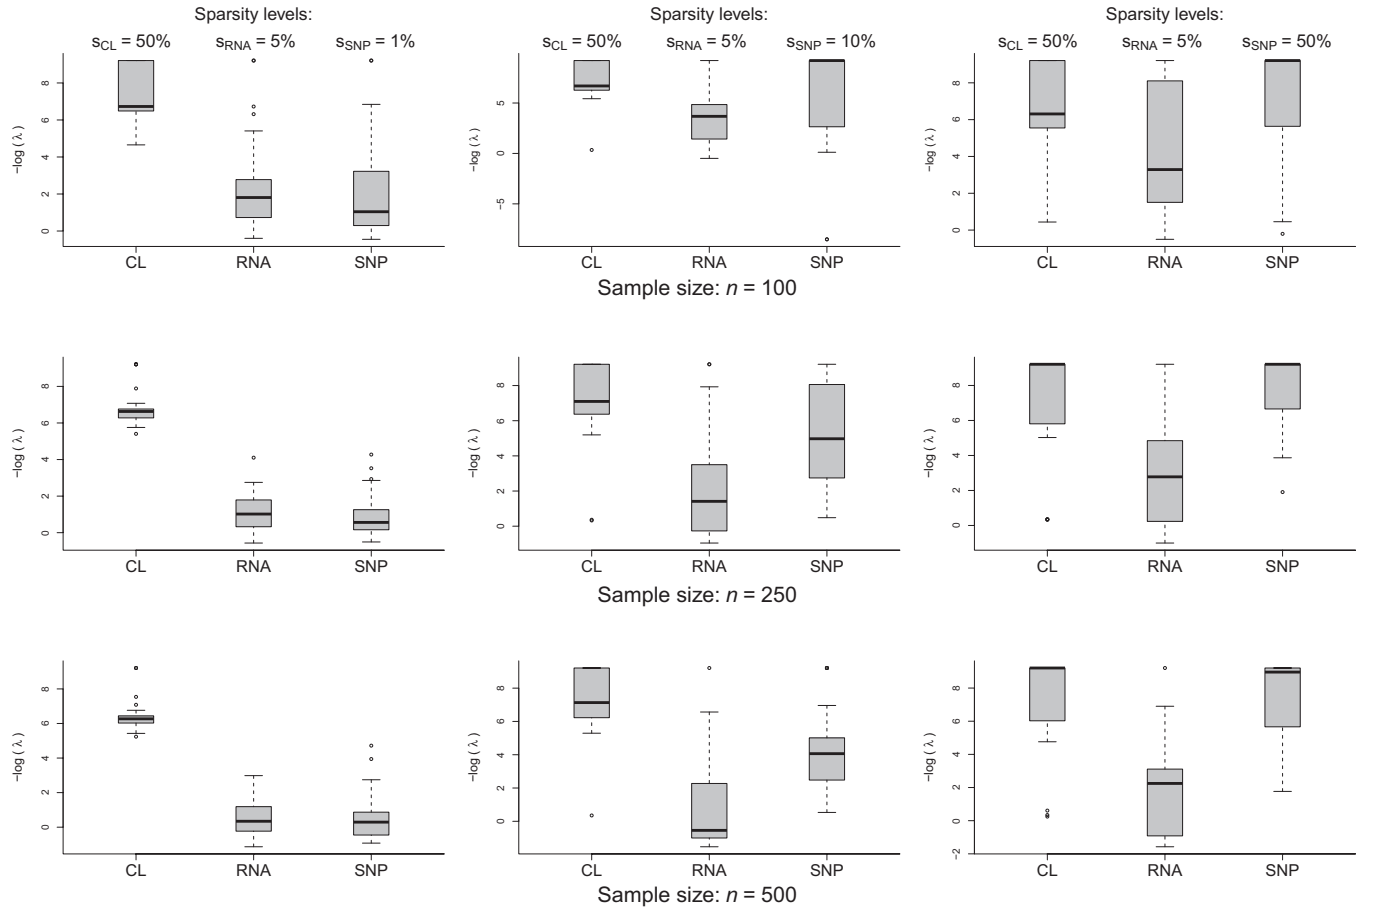 Sparsity levels: Sparsity levels: Sparsity levels:
sCL = 50% sRNA = 5% sSNP = 1% sCL = 50% sRNA = 5% sSNP = 10% sCL = 50% sRNA = 5% sSNP = 50%
−log ( λ )
0 2 4 6 8
CL RNA SNP
−log ( λ )
−5 0 5
CL RNA SNP
−log ( λ )
0 2 4 6 8
CL RNA SNP
Sample size: n = 100
−log ( λ )
0 2 4 6 8
CL RNA SNP
−log ( λ )
0 2 4 6 8
CL RNA SNP
−log ( λ )
0 2 4 6 8
CL RNA SNP
Sample size: n = 250
−log ( λ )
0 2 4 6 8
CL RNA SNP
−log ( λ )
0 2 4 6 8
CL RNA SNP
−log ( λ )
−2 0 2 4 6 8
CL RNA SNP
Sample size: n = 500